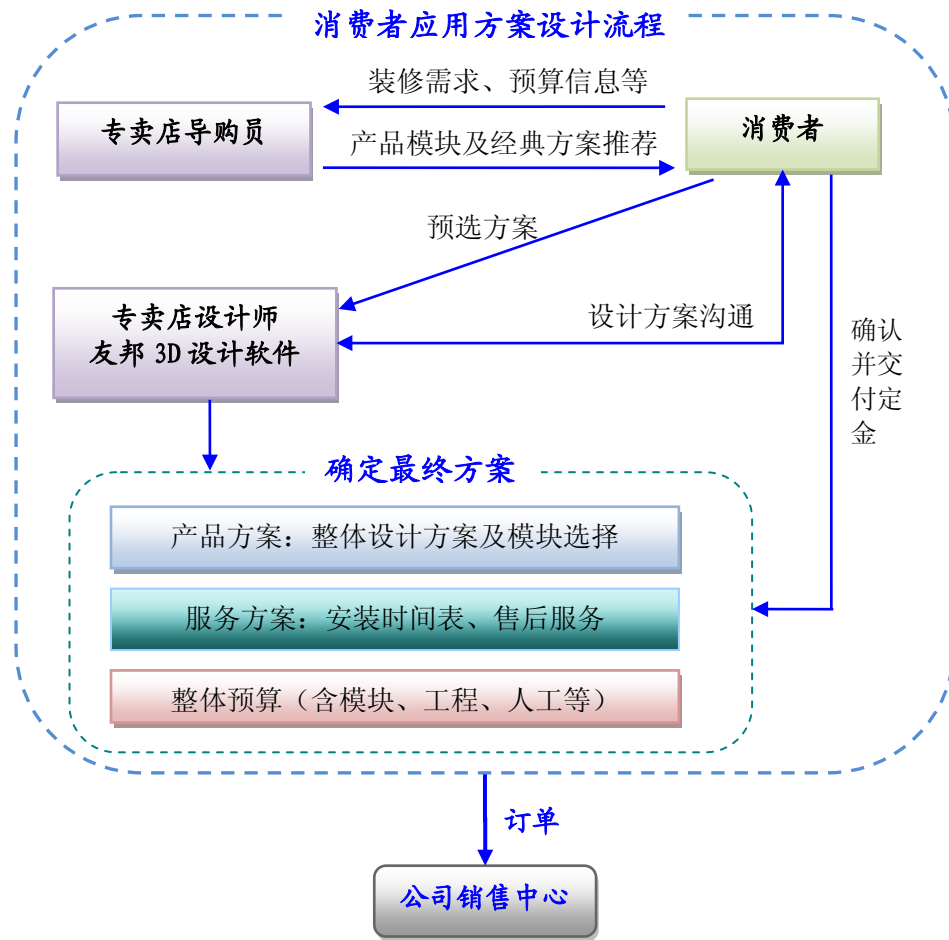 消费者应用方案设计流程
装修需求、预算信息等
专卖店导购员
消费者
产品模块及经典方案推荐
预选方案
专卖店设计师
友邦 3D 设计软件
设计方案沟通
确认
并交
付定
金
确定最终方案
产品方案：整体设计方案及模块选择
服务方案：安装时间表、售后服务
整体预算（含模块、工程、人工等）
订单
公司销售中心